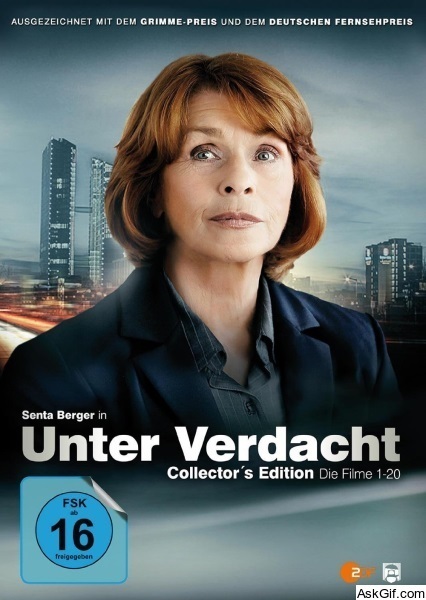 AUSGEZEICHNET MIT DEM GRIMME-PREIS UND DEM DEUTSCHEN FERNSEHPREIS
Senta Berger in
Unter Verdacht
Collector´s Edition Die Filme 1-20
FSK
ab
16
freigegeben
ZDF
AskGif.com